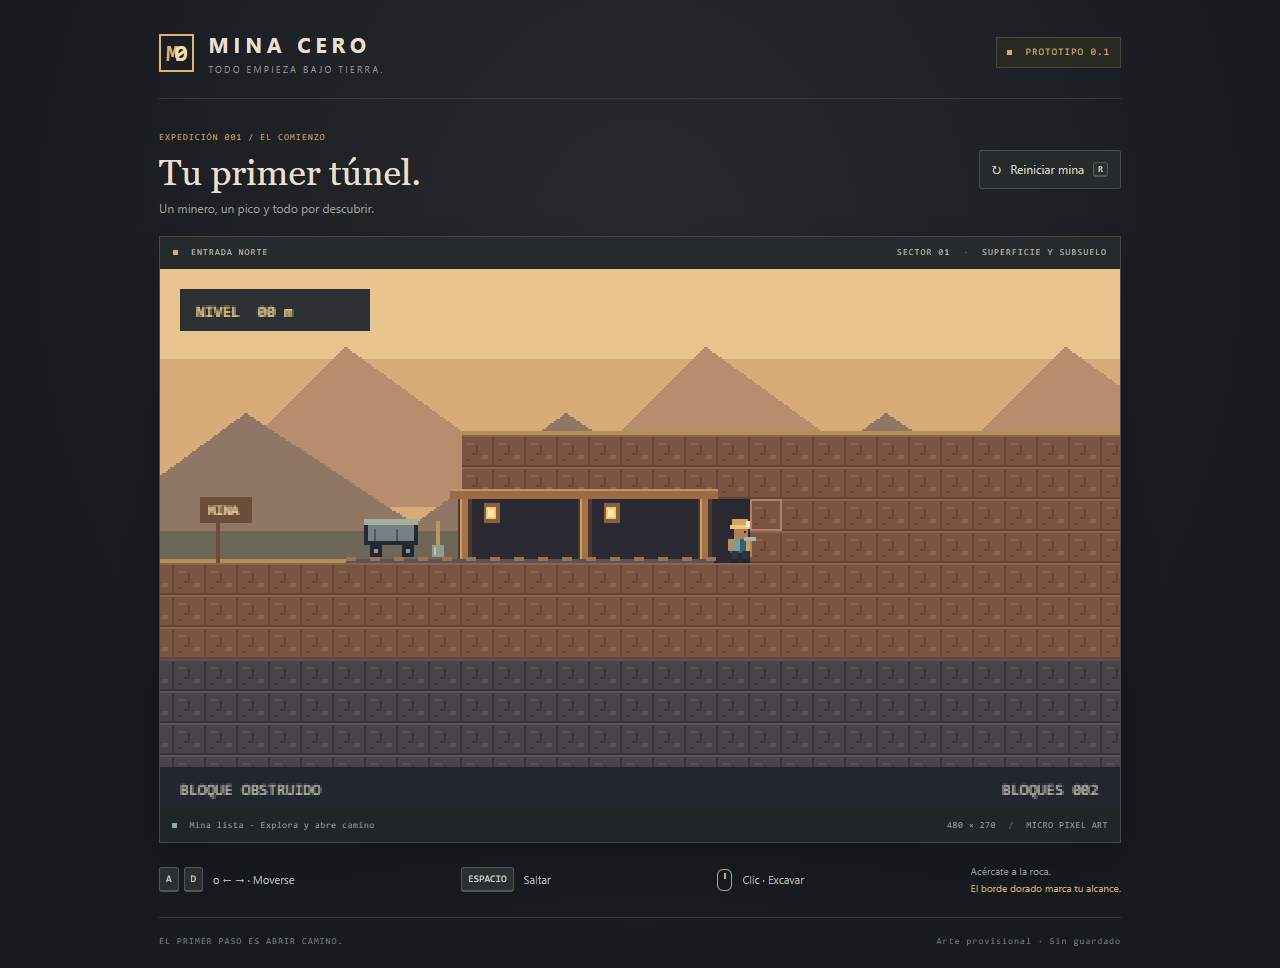 M0
MINA CERO
TODO EMPIEZA BAJO TIERRA.
PROTOTIPO 0.1
EXPEDICIÓN 001 / EL COMIENZO
Tu primer túnel.
Un minero, un pico y todo por descubrir.
↻ Reiniciar mina R
ENTRADA NORTE
SECTOR 01 · SUPERFICIE Y SUBSUELO
NIVEL 00 m
MINA
BLOQUE OBSTRUIDO
BLOQUES 002
Mina lista · Explora y abre camino
480 × 270 / MICRO PIXEL ART
A D o ← → · Moverse
ESPACIO Saltar
Clic · Excavar
Acércate a la roca.
El borde dorado marca tu alcance.
EL PRIMER PASO ES ABRIR CAMINO.
Arte provisional · Sin guardado